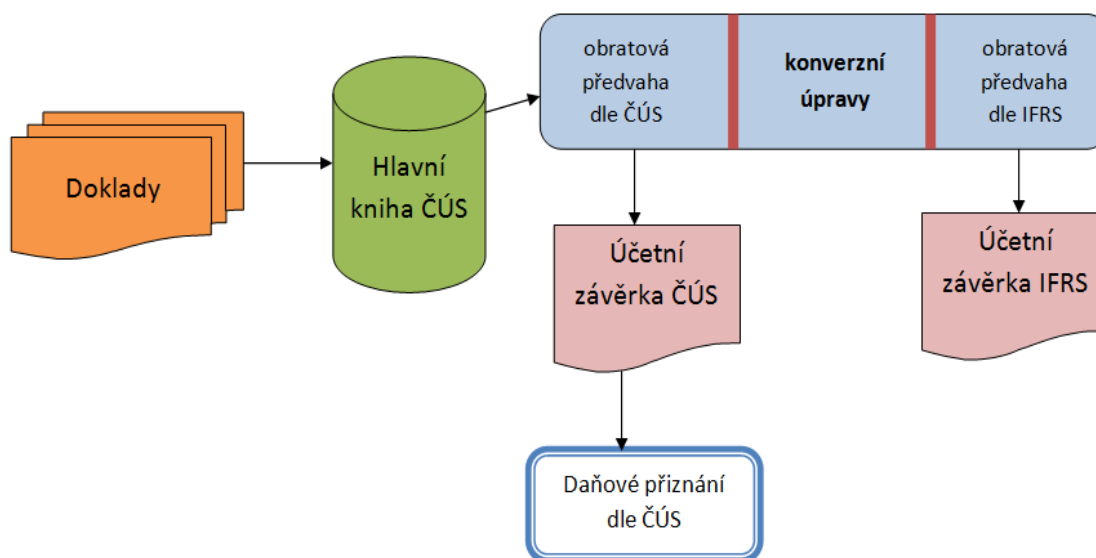 Doklady
Hlavní
kniha ČÚS
obratová
předvaha
dle ČÚS
konverzní
úpravy
obratová
předvaha
dle IFRS
Účetní
závěrka ČÚS
Účetní
závěrka IFRS
Daňové přiznání
dle ČÚS